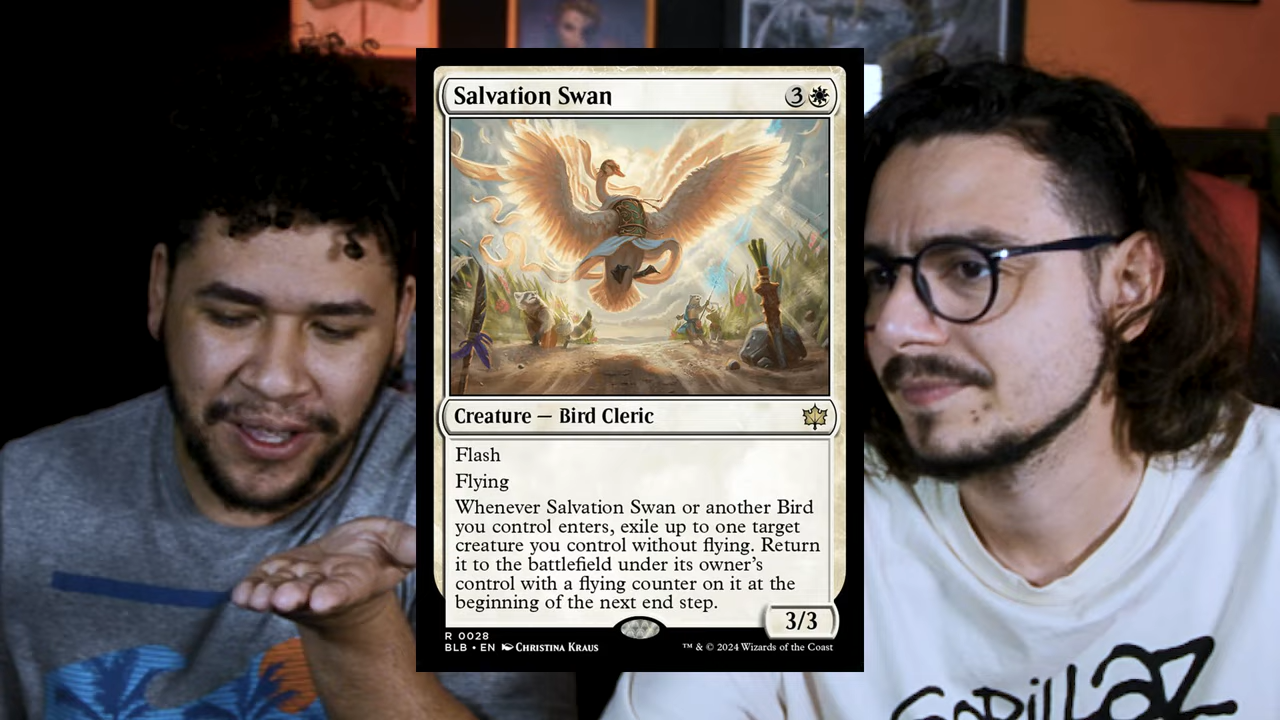 Salvation Swan
3
Creature — Bird Cleric
Flash
Flying
Whenever Salvation Swan or another Bird
you control enters, exile up to one target
creature you control without flying. Return
it to the battlefield under its owner's
control with a flying counter on it at the
beginning of the next end step.
3/3
R 0028
BLB • EN CHRISTINA KRAUS
™ & © 2024 Wizards of the Coast
GORILLAZ